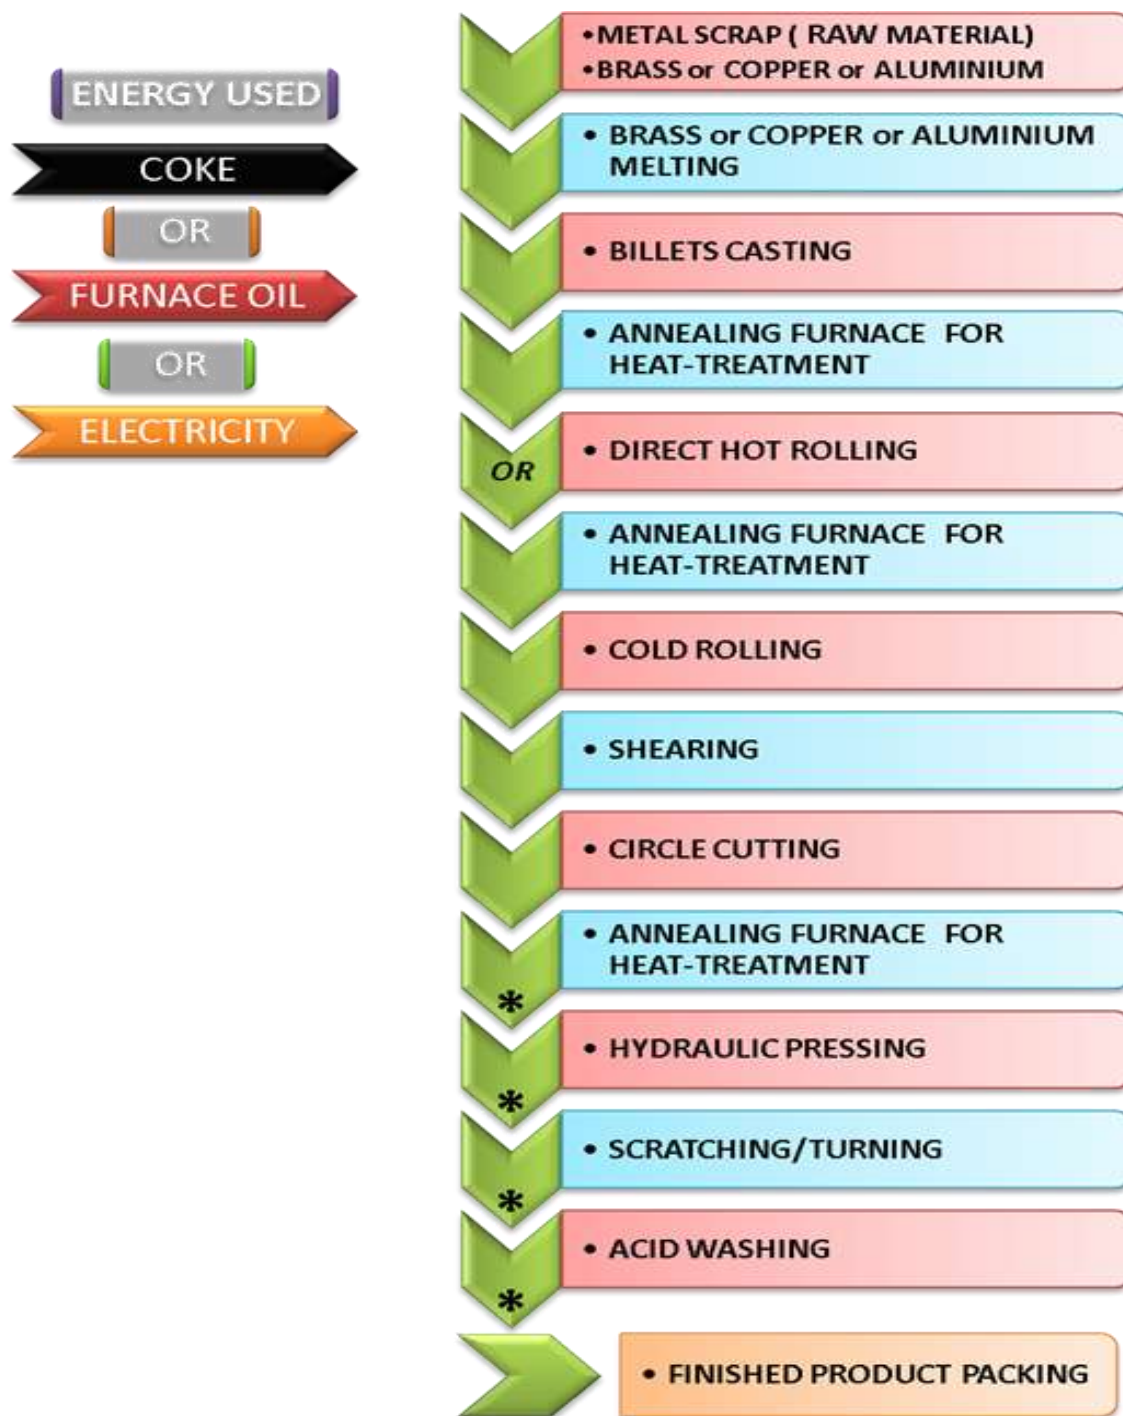 ENERGY USED
COKE
OR
FURNACE OIL
OR
ELECTRICITY
•METAL SCRAP ( RAW MATERIAL)
•BRASS or COPPER or ALUMINIUM
• BRASS or COPPER or ALUMINIUM
MELTING
• BILLETS CASTING
• ANNEALING FURNACE FOR
HEAT-TREATMENT
OR
• DIRECT HOT ROLLING
• ANNEALING FURNACE FOR
HEAT-TREATMENT
• COLD ROLLING
• SHEARING
• CIRCLE CUTTING
• ANNEALING FURNACE FOR
HEAT-TREATMENT
*
• HYDRAULIC PRESSING
*
• SCRATCHING/TURNING
*
• ACID WASHING
*
• FINISHED PRODUCT PACKING